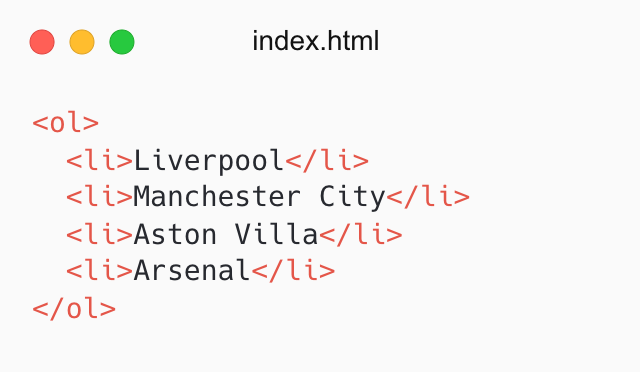 index.html
<ol>
  <li>Liverpool</li>
  <li>Manchester City</li>
  <li>Aston Villa</li>
  <li>Arsenal</li>
</ol>